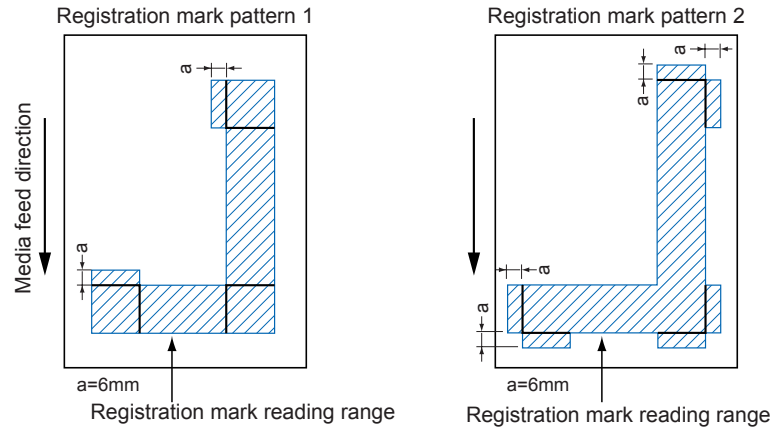 Registration mark pattern 1
a
Media feed direction
a
a=6mm
Registration mark reading range
Registration mark pattern 2
a
a
a
a
a=6mm
Registration mark reading range